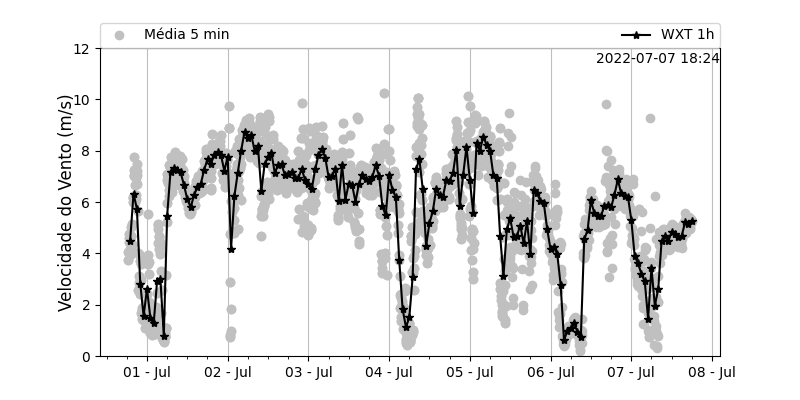 Média 5 min WXT 1h
2022-07-07 18:24
Velocidade do Vento (m/s)
12
10
8
6
4
2
0
01 - Jul 02 - Jul 03 - Jul 04 - Jul 05 - Jul 06 - Jul 07 - Jul 08 - Jul